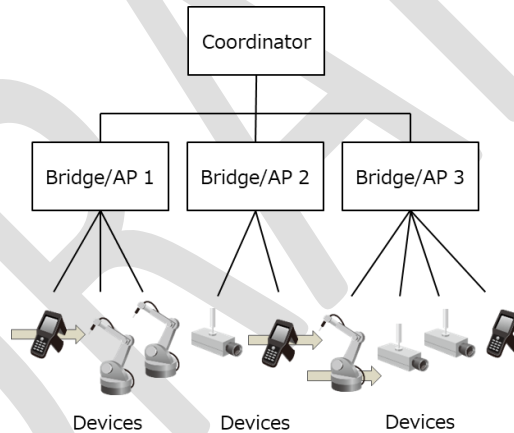 Coordinator
Bridge/AP 1
Bridge/AP 2
Bridge/AP 3
Devices
Devices
Devices